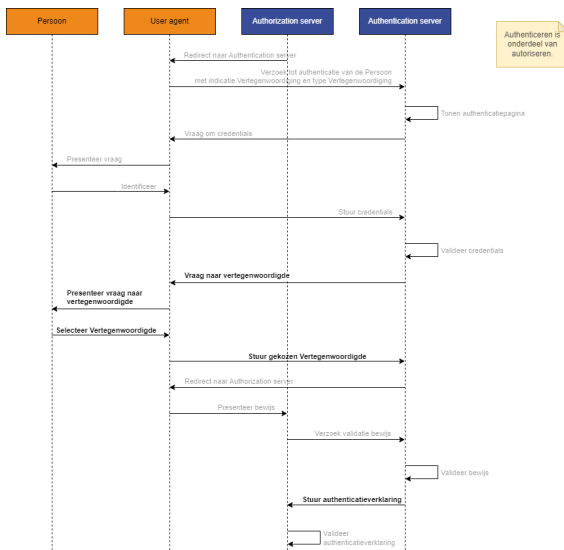 Persoon
User agent
Authorization server
Authentication server
Authenticeren is
onderdeel van
autoriseren.
Redirect naar Authentication server
Verzoek tot authenticatie van de Persoon
met indicatie Vertegenwoordiging en type Vertegenwoordiging
Tonen authenticatiepagina
Vraag om credentials
Presenteer vraag
Identificeer
Stuur credentials
Valideer credentials
Vraag naar vertegenwoordigde
Presenteer vraag naar
vertegenwoordigde
Selecteer Vertegenwoordigde
Stuur gekozen Vertegenwoordigde
Redirect naar Authorization server
Presenteer bewijs
Verzoek validatie bewijs
Valideer bewijs
Stuur authenticatieverklaring
Valideer
authenticatieverklaring